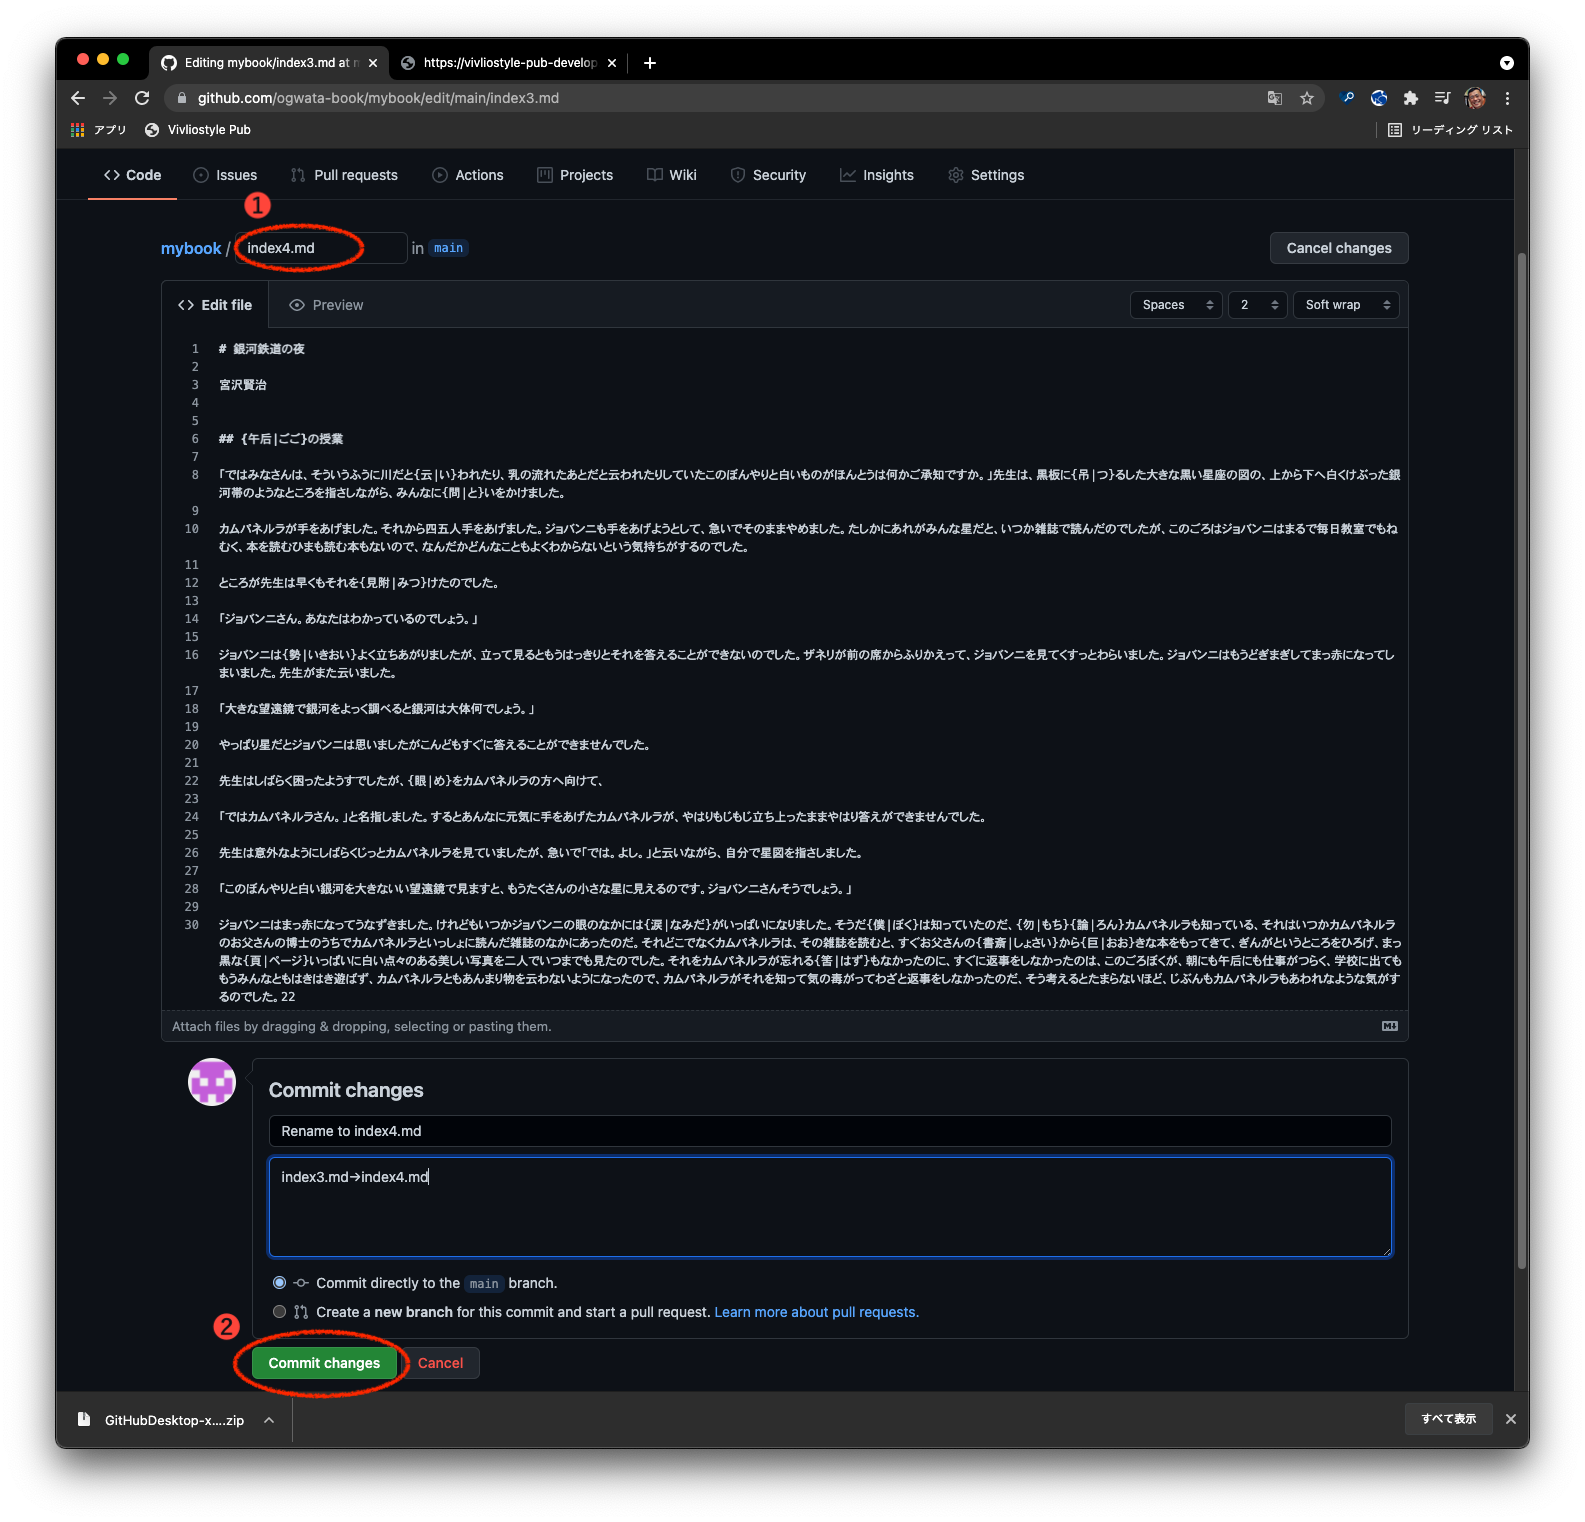 Editing mybook/index3.md at m
https://vivliostyle-pub-develop
github.com/ogwata-book/mybook/edit/main/index3.md
アプリ
Vivliostyle Pub
リーディング リスト
Code
Issues
Pull requests
Actions
Projects
Wiki
Security
Insights
Settings
1
mybook / index4.md in main
Cancel changes
Edit file
Preview
Spaces
2
Soft wrap
1 # 銀河鉄道の夜
2
3 宮沢賢治
4
5
6 ## {午后|ごご}の授業
7
8 「ではみなさんは、そういうふうに川だと{云|い}われたり、乳の流れたあとだと云われたりしていたこのぼんやりと白いものがほんとうは何かご承知ですか。」先生は、黒板に{吊|つ}るした大きな黒い星座の図の、上から下へ白くけぶった銀
河帯のようなところを指さしながら、みんなに{問|と}いをかけました。
9
10 カムパネルラが手をあげました。それから四五人手をあげました。ジョバンニも手をあげようとして、急いでそのままやめました。たしかにあれがみんな星だと、いつか雑誌で読んだのでしたが、このごろはジョバンニはまるで毎日教室でもね
むく、本を読むひまも読む本もないので、なんだかどんなこともよくわからないという気持ちがするのでした。
11
12 ところが先生は早くもそれを{見附|みつ}けたのでした。
13
14 「ジョバンニさん。あなたはわかっているのでしょう。」
15
16 ジョバンニは{勢|いきおい}よく立ちあがりましたが、立って見るともうはっきりとそれを答えることができないのでした。ザネリが前の席からふりかえって、ジョバンニを見てくすっとわらいました。ジョバンニはもうどぎまぎしてまっ赤になってし
まいました。先生がまた云いました。
17
18 「大きな望遠鏡で銀河をよっく調べると銀河は大体何でしょう。」
19
20 やっぱり星だとジョバンニは思いましたがこんどもすぐに答えることができませんでした。
21
22 先生はしばらく困ったようすでしたが、{眼|め}をカムパネルラの方へ向けて、
23
24 「ではカムパネルラさん。」と名指しました。するとあんなに元気に手をあげたカムパネルラが、やはりもじもじ立ち上ったままやはり答えができませんでした。
25
26 先生は意外なようにしばらくじっとカムパネルラを見ていましたが、急いで「では。よし。」と云いながら、自分で星図を指さしました。
27
28 「このぼんやりと白い銀河を大きないい望遠鏡で見ますと、もうたくさんの小さな星に見えるのです。ジョバンニさんそうでしょう。」
29
30 ジョバンニはまっ赤になってうなずきました。けれどもいつかジョバンニの眼のなかには{涙|なみだ}がいっぱいになりました。そうだ{僕|ぼく}は知っていたのだ、{勿|もち}{論|ろん}カムパネルラも知っている、それはいつかカムパネルラ
のお父さんの博士のうちでカムパネルラといっしょに読んだ雑誌のなかにあったのだ。それどこでなくカムパネルラは、その雑誌を読むと、すぐお父さんの{書斎|しょさい}から{巨|おお}きな本をもってきて、ぎんがというところをひろげ、まっ
黒な{頁|ページ}いっぱいに白い点々のある美しい写真を二人でいつまでも見たのでした。それをカムパネルラが忘れる{筈|はず}もなかったのに、すぐに返事をしなかったのは、このごろぼくが、朝にも午后にも仕事がつらく、学校に出ても
もうみんなともはきはき遊ばず、カムパネルラともあんまり物を云わないようになったので、カムパネルラがそれを知って気の毒がってわざと返事をしなかったのだ、そう考えるとたまらないほど、じぶんもカムパネルラもあわれなような気がす
るのでした。22
Attach files by dragging & dropping, selecting or pasting them.
Commit changes
Rename to index4.md
index3.md→index4.md
Commit directly to the main branch.
Create a new branch for this commit and start a pull request. Learn more about pull requests.
2
Commit changes
Cancel
GitHubDesktop-x....zip
すべて表示